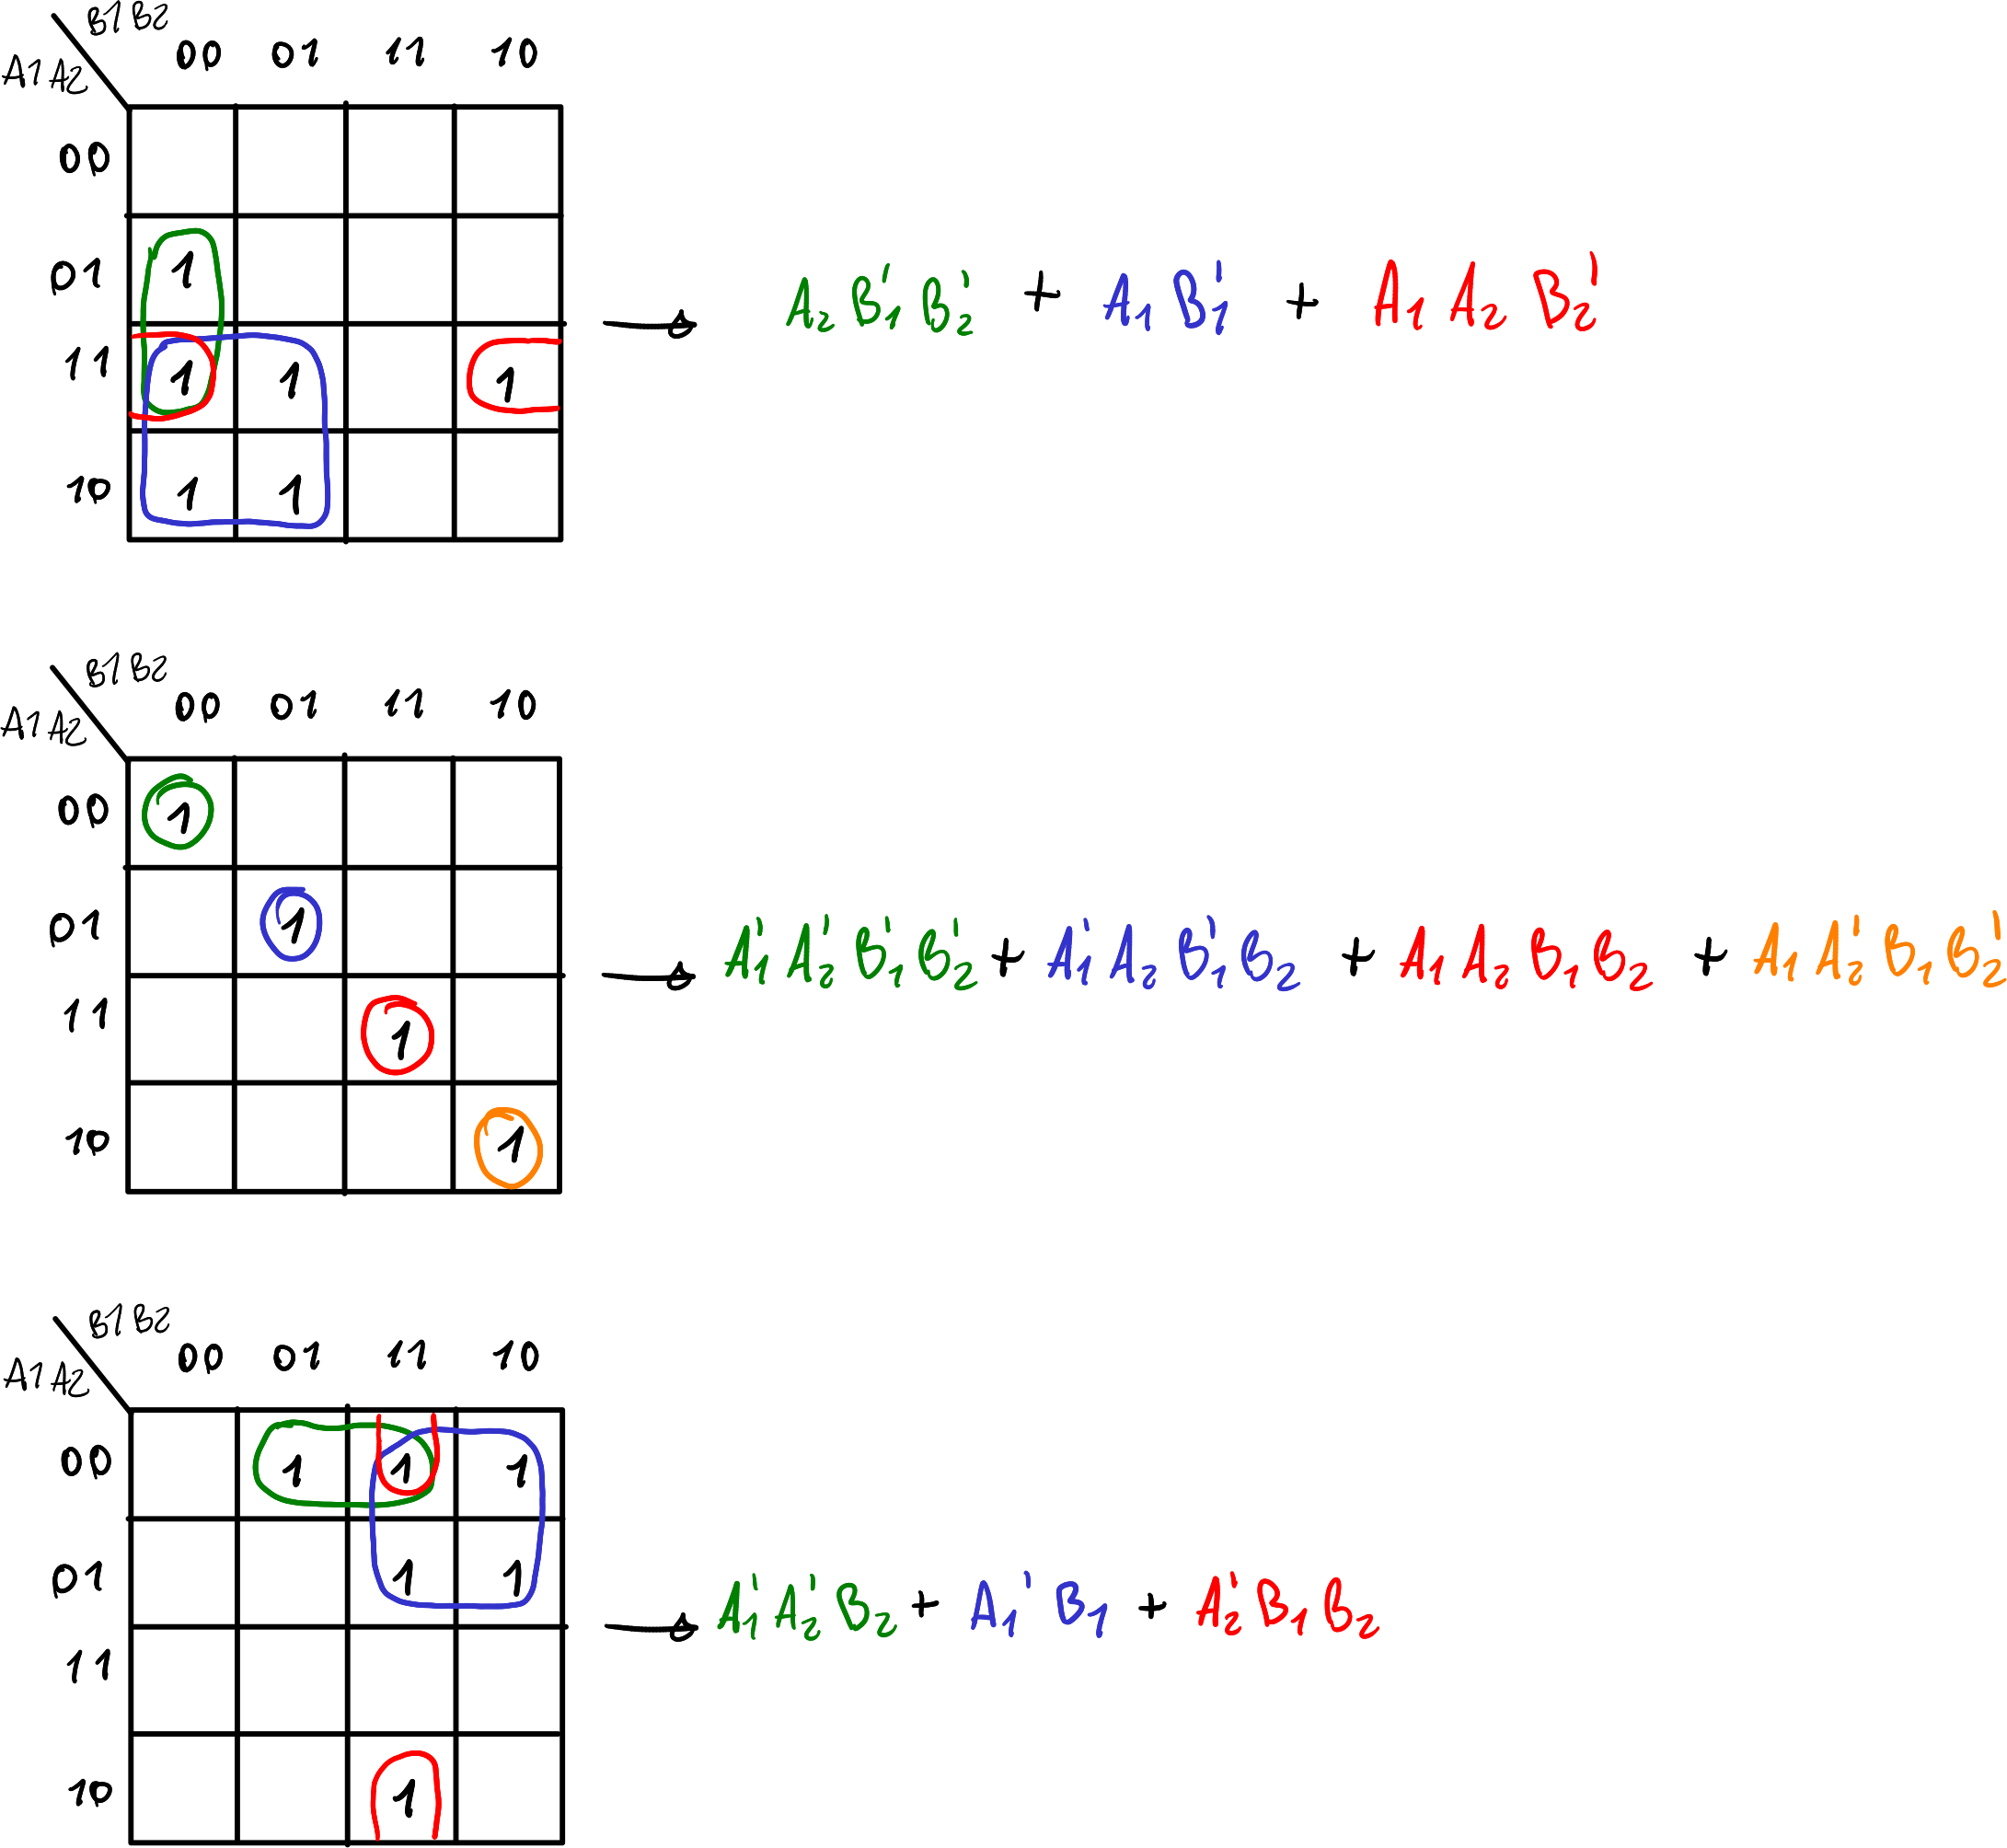 B1 B2
A1 A2 00 01 11 10
00
01 1
11 1 1 1
10 1 1
→ A₂ B₁' B₂' + A₁ B₁' + A₁ A₂ B₂'
B1 B2
A1 A2 00 01 11 10
00 1
01 1
11 1
10 1
→ A₁' A₂' B₁' B₂' + A₁' A₂ B₁' B₂ + A₁ A₂ B₁ B₂ + A₁ A₂' B₁ B₂'
B1 B2
A1 A2 00 01 11 10
00 1 1 1
01 1 1
11
10 1
→ A₁' A₂' B₂ + A₁' B₁ + A₂' B₁ B₂